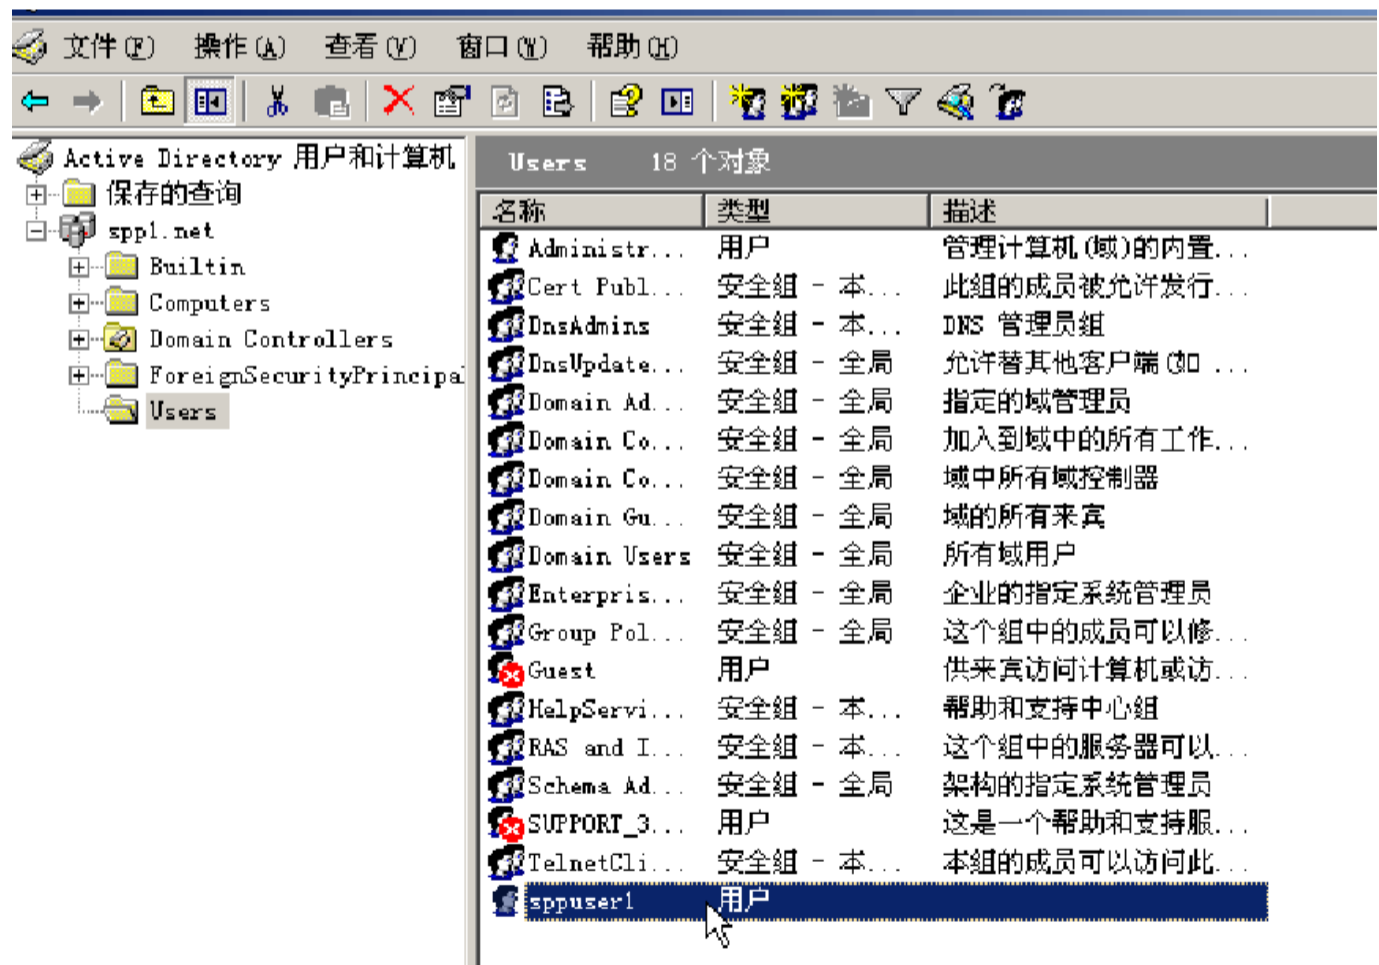 文件(F) 操作(A) 查看(V) 窗口(W) 帮助(H)
Active Directory 用户和计算机
保存的查询
spp1.net
Builtin
Computers
Domain Controllers
ForeignSecurityPrincipa
Users
Users 18 个对象
名称 类型 描述
Administr... 用户 管理计算机(域)的内置...
Cert Publ... 安全组 - 本... 此组的成员被允许发行...
DnsAdmins 安全组 - 本... DNS 管理员组
DnsUpdate... 安全组 - 全局 允许替其他客户端(如 ...
Domain Ad... 安全组 - 全局 指定的域管理员
Domain Co... 安全组 - 全局 加入到域中的所有工作...
Domain Co... 安全组 - 全局 域中所有域控制器
Domain Gu... 安全组 - 全局 域的所有来宾
Domain Users 安全组 - 全局 所有域用户
Enterpris... 安全组 - 全局 企业的指定系统管理员
Group Pol... 安全组 - 全局 这个组中的成员可以修...
Guest 用户 供来宾访问计算机或访...
HelpServi... 安全组 - 本... 帮助和支持中心组
RAS and I... 安全组 - 本... 这个组中的服务器可以...
Schema Ad... 安全组 - 全局 架构的指定系统管理员
SUPPORT_3... 用户 这是一个帮助和支持服...
TelnetCli... 安全组 - 本... 本组的成员可以访问此...
sppuser1 用户